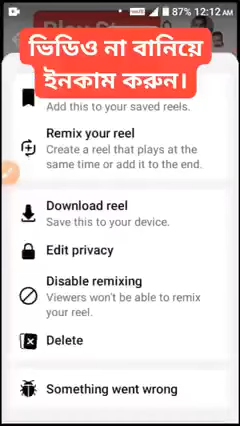 87% 12:12 AM
ভিডিও না বানিয়ে
ইনকাম করুন।
Add this to your saved reels.
Remix your reel
Create a reel that plays at the
same time or add it to the end.
Download reel
Save this to your device.
Edit privacy
Disable remixing
Viewers won't be able to remix
your reel.
Delete
Something went wrong